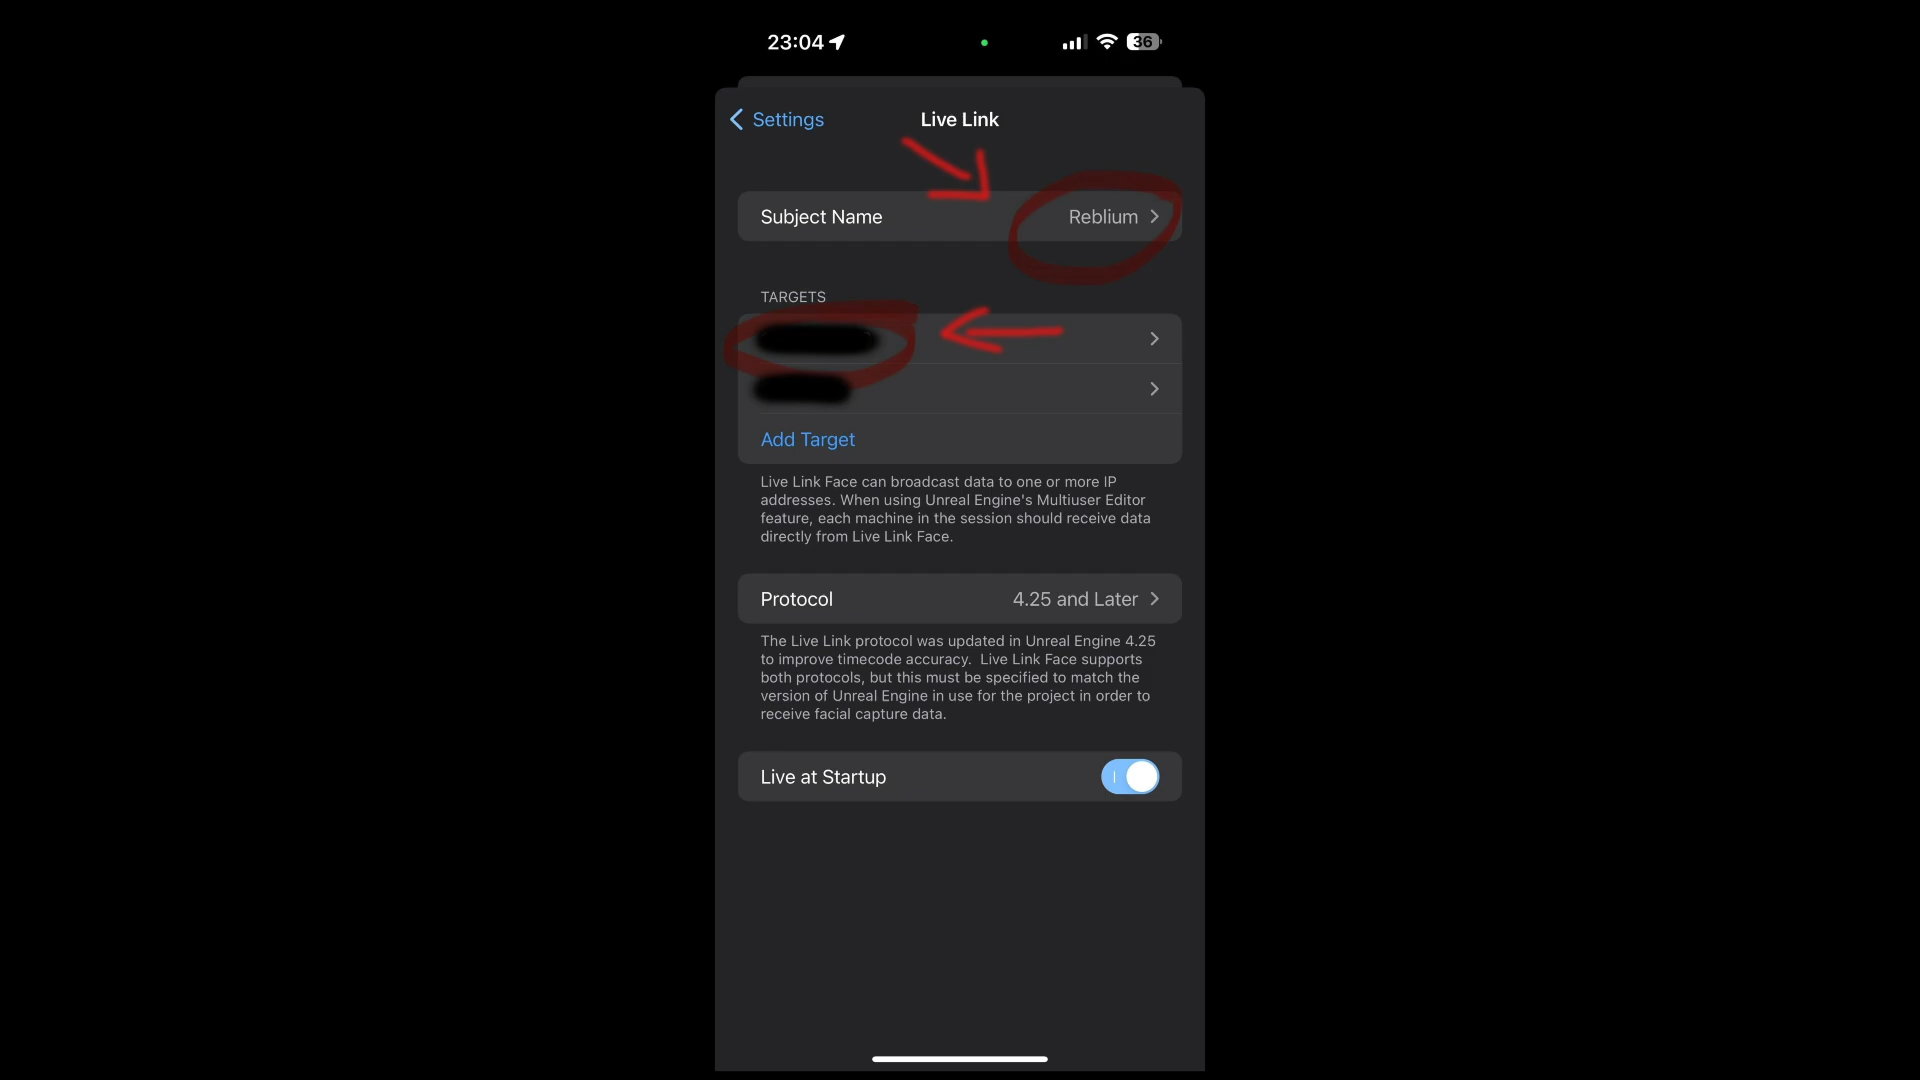 23:04
36
Settings
Live Link
Subject Name
Reblium
TARGETS
Add Target
Live Link Face can broadcast data to one or more IP
addresses. When using Unreal Engine's Multiuser Editor
feature, each machine in the session should receive data
directly from Live Link Face.
Protocol
4.25 and Later
The Live Link protocol was updated in Unreal Engine 4.25
to improve timecode accuracy.  Live Link Face supports
both protocols, but this must be specified to match the
version of Unreal Engine in use for the project in order to
receive facial capture data.
Live at Startup